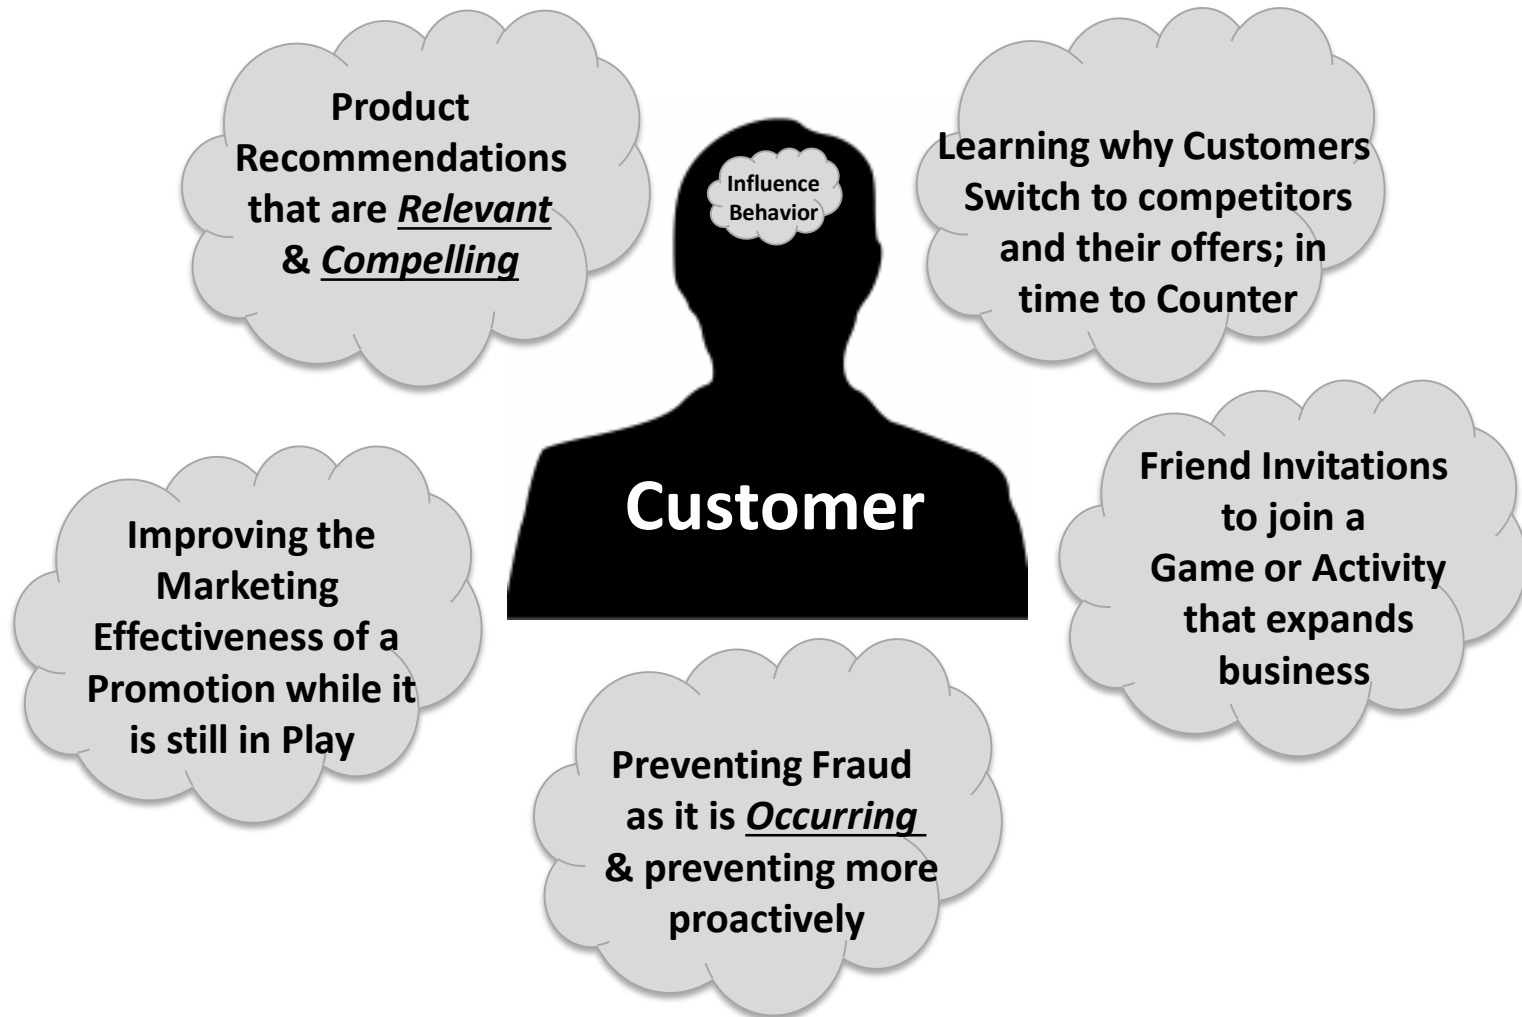 Product
Recommendations
that are Relevant
& Compelling
Influence
Behavior
Learning why Customers
Switch to competitors
and their offers; in
time to Counter
Customer
Improving the
Marketing
Effectiveness of a
Promotion while it
is still in Play
Friend Invitations
to join a
Game or Activity
that expands
business
Preventing Fraud
as it is Occurring
& preventing more
proactively